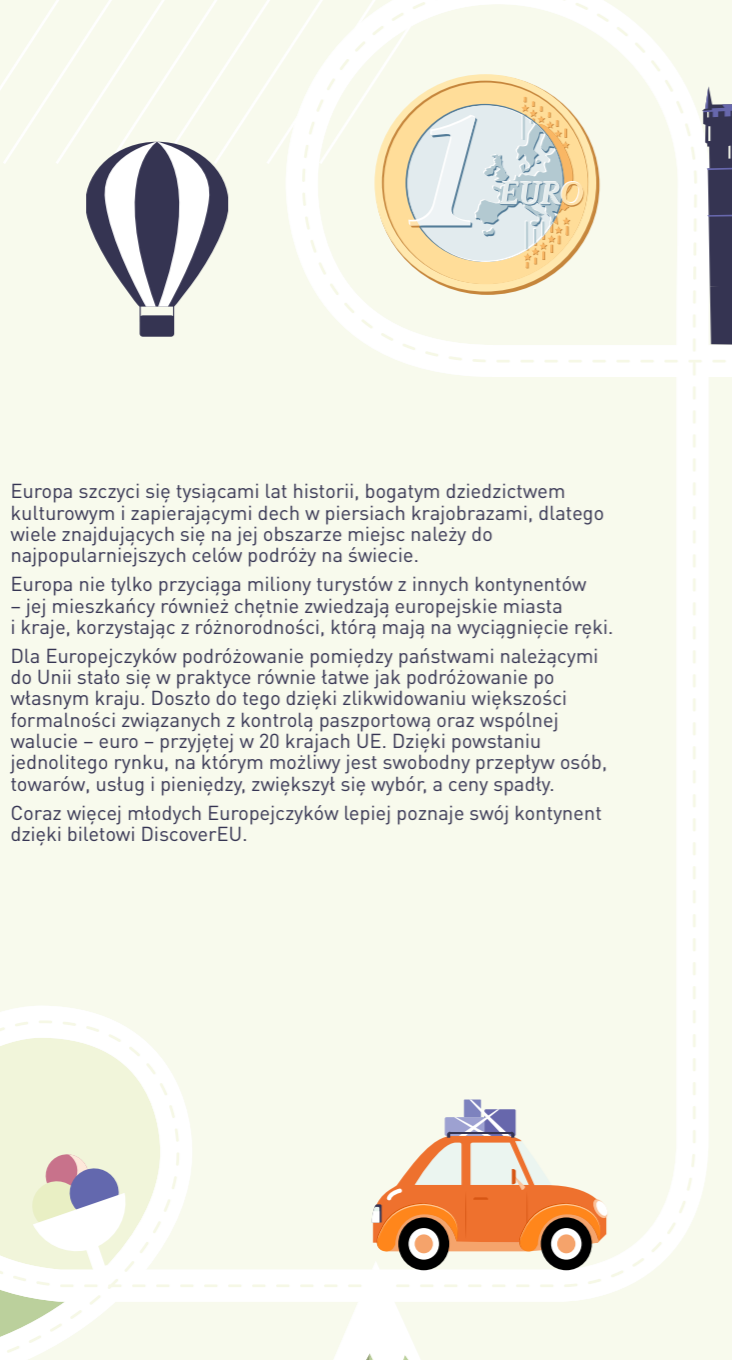 1
EURO
Europa szczyci się tysiącami lat historii, bogatym dziedzictwem
kulturowym i zapierającymi dech w piersiach krajobrazami, dlatego
wiele znajdujących się na jej obszarze miejsc należy do
najpopularniejszych celów podróży na świecie.
Europa nie tylko przyciąga miliony turystów z innych kontynentów
– jej mieszkańcy również chętnie zwiedzają europejskie miasta
i kraje, korzystając z różnorodności, którą mają na wyciągnięcie ręki.
Dla Europejczyków podróżowanie pomiędzy państwami należącymi
do Unii stało się w praktyce równie łatwe jak podróżowanie po
własnym kraju. Doszło do tego dzięki zlikwidowaniu większości
formalności związanych z kontrolą paszportową oraz wspólnej
walucie – euro – przyjętej w 20 krajach UE. Dzięki powstaniu
jednolitego rynku, na którym możliwy jest swobodny przepływ osób,
towarów, usług i pieniędzy, zwiększył się wybór, a ceny spadły.
Coraz więcej młodych Europejczyków lepiej poznaje swój kontynent
dzięki biletowi DiscoverEU.